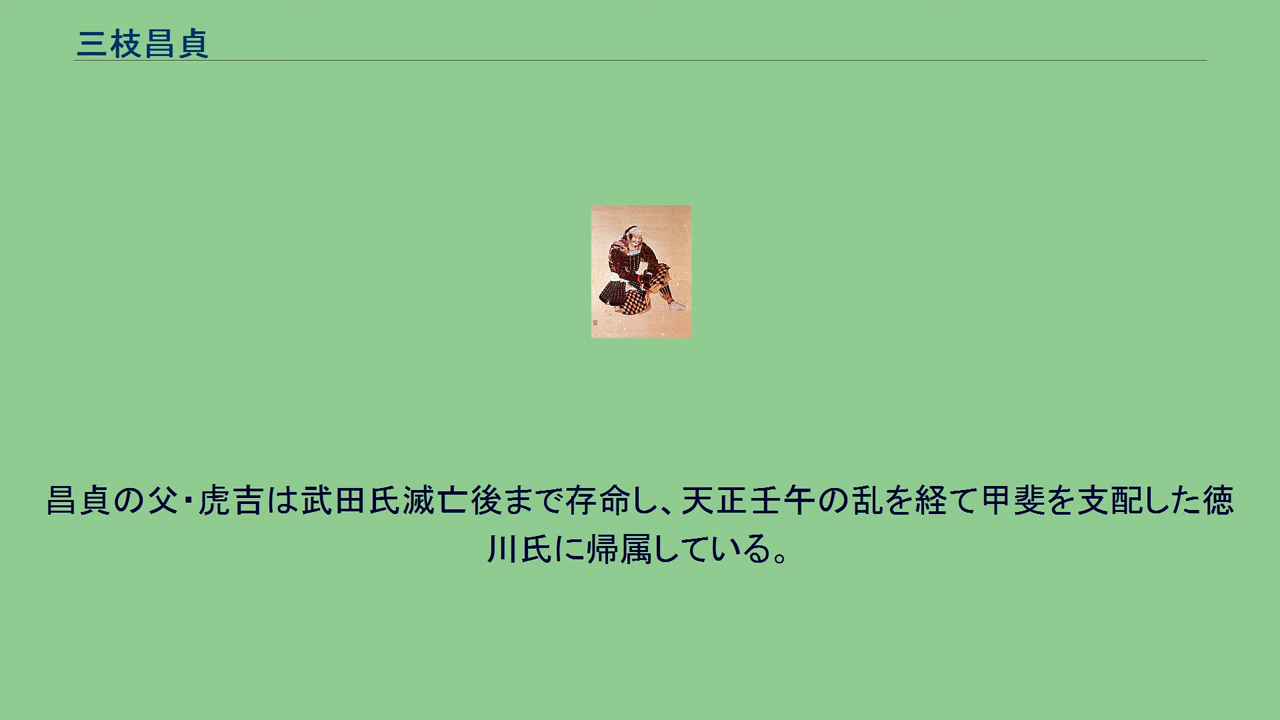 三枝昌貞
昌貞の父・虎吉は武田氏滅亡後まで存命し、天正壬午の乱を経て甲斐を支配した徳
川氏に帰属している。